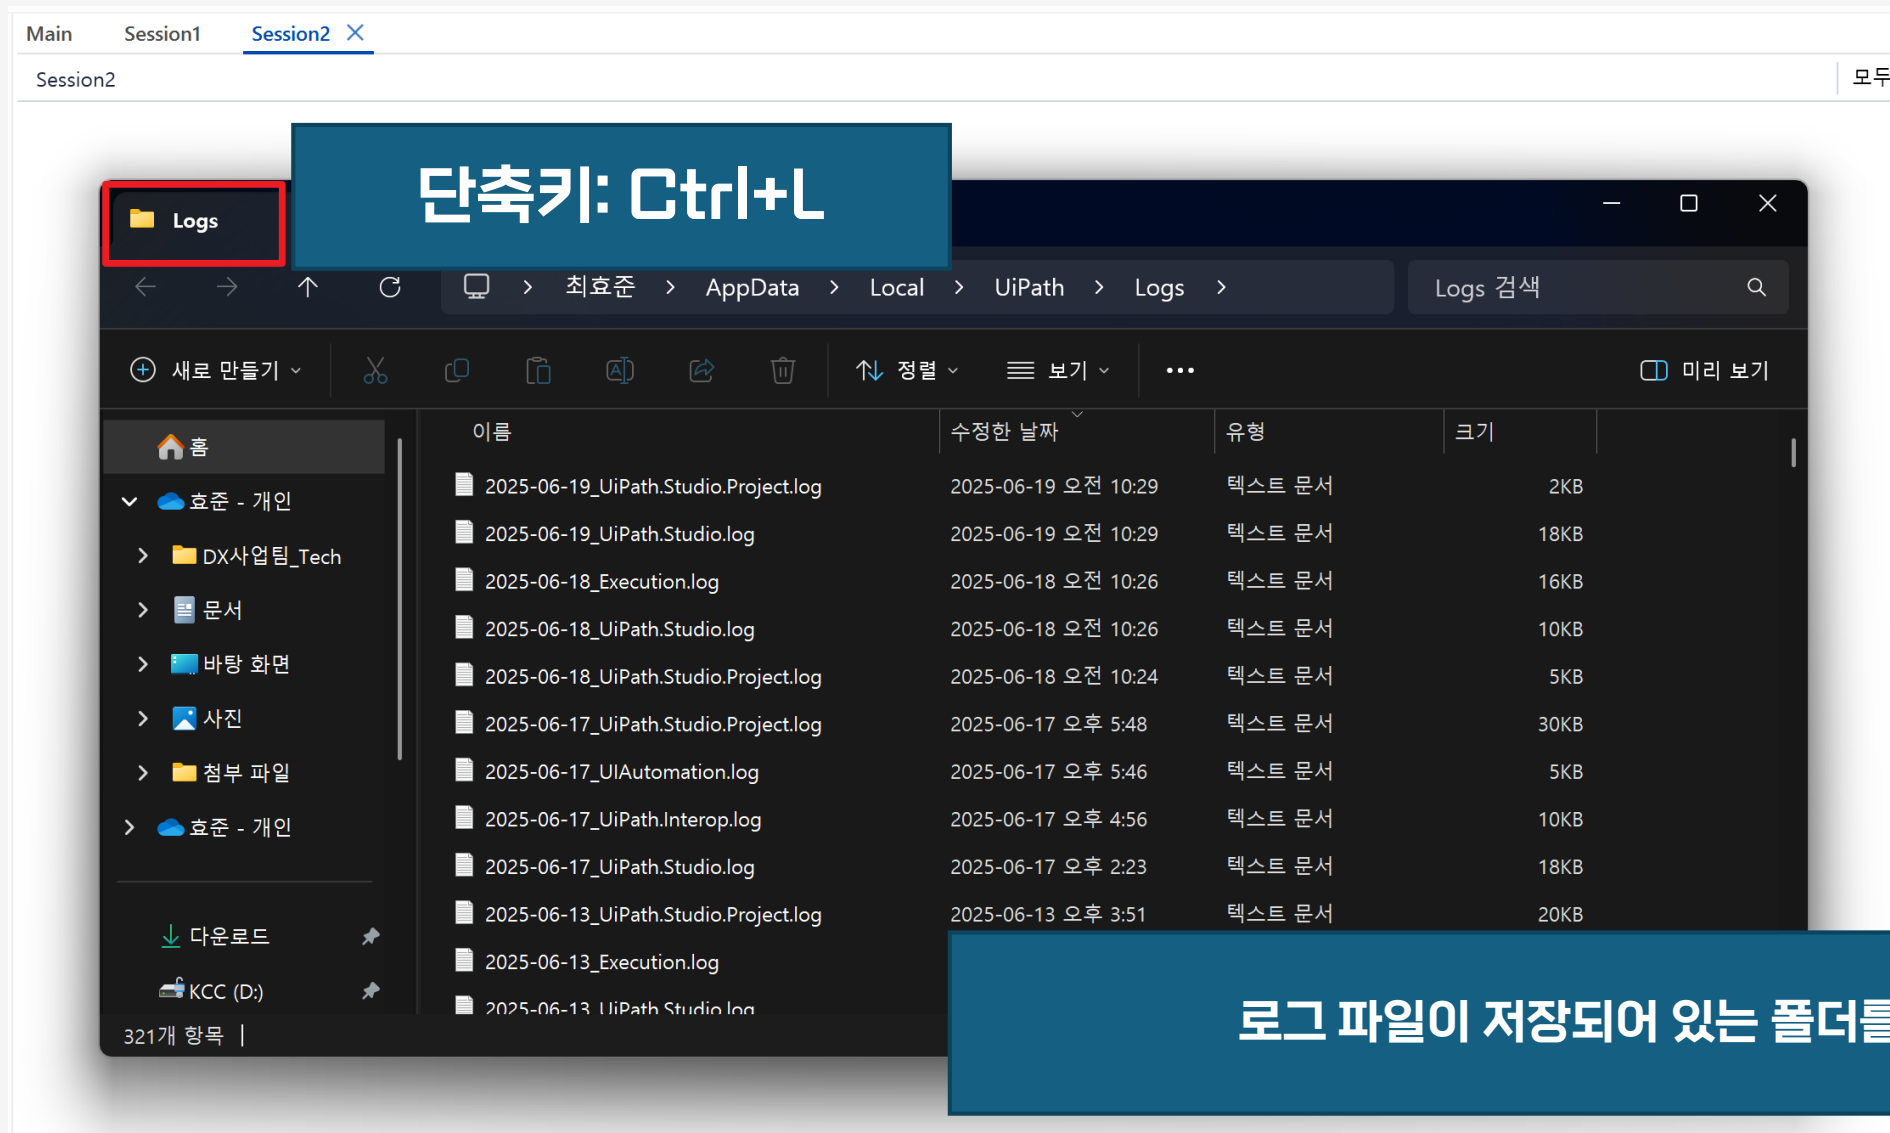 Main Session1 Session2
Session2 모두
단축키: Ctrl+L
Logs
최효준 > AppData > Local > UiPath > Logs >
Logs 검색
새로 만들기 정렬 보기 ••• 미리 보기
이름 수정한 날짜 유형 크기
홈
효준 - 개인
DX사업팀_Tech
문서
바탕 화면
사진
첨부 파일
효준 - 개인
다운로드
KCC (D:)
2025-06-19_UiPath.Studio.Project.log 2025-06-19 오전 10:29 텍스트 문서 2KB
2025-06-19_UiPath.Studio.log 2025-06-19 오전 10:29 텍스트 문서 18KB
2025-06-18_Execution.log 2025-06-18 오전 10:26 텍스트 문서 16KB
2025-06-18_UiPath.Studio.log 2025-06-18 오전 10:26 텍스트 문서 10KB
2025-06-18_UiPath.Studio.Project.log 2025-06-18 오전 10:24 텍스트 문서 5KB
2025-06-17_UiPath.Studio.Project.log 2025-06-17 오후 5:48 텍스트 문서 30KB
2025-06-17_UIAutomation.log 2025-06-17 오후 5:46 텍스트 문서 5KB
2025-06-17_UiPath.Interop.log 2025-06-17 오후 4:56 텍스트 문서 10KB
2025-06-17_UiPath.Studio.log 2025-06-17 오후 2:23 텍스트 문서 18KB
2025-06-13_UiPath.Studio.Project.log 2025-06-13 오후 3:51 텍스트 문서 20KB
2025-06-13_Execution.log
2025-06-13_UiPath.Studio.log
321개 항목
로그 파일이 저장되어 있는 폴더를